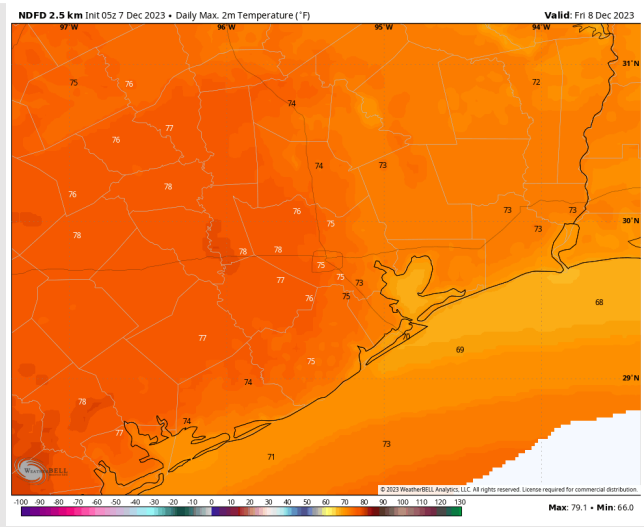 NDFD 2.5 km Init 05z 7 Dec 2023 • Daily Max. 2m Temperature (°F)
Valid: Fri 8 Dec 2023
97°W 96°W 95°W 94°W
31°N
75 76 74 72
77
76
74 73
78
76
76 73 73
75 73
30°N
78
78 78
75
77 75 73
76 75
68
77 70
69
75
29°N
74
78
74
77
73
71
WEATHERBELL
© 2023 WeatherBELL Analytics, LLC. All rights reserved. License required for commercial distribution.
-100 -90 -80 -70 -60 -50 -40 -30 -20 -10 0 10 20 30 40 50 60 70 80 90 100 110 120 130
Max: 79.1 • Min: 66.0